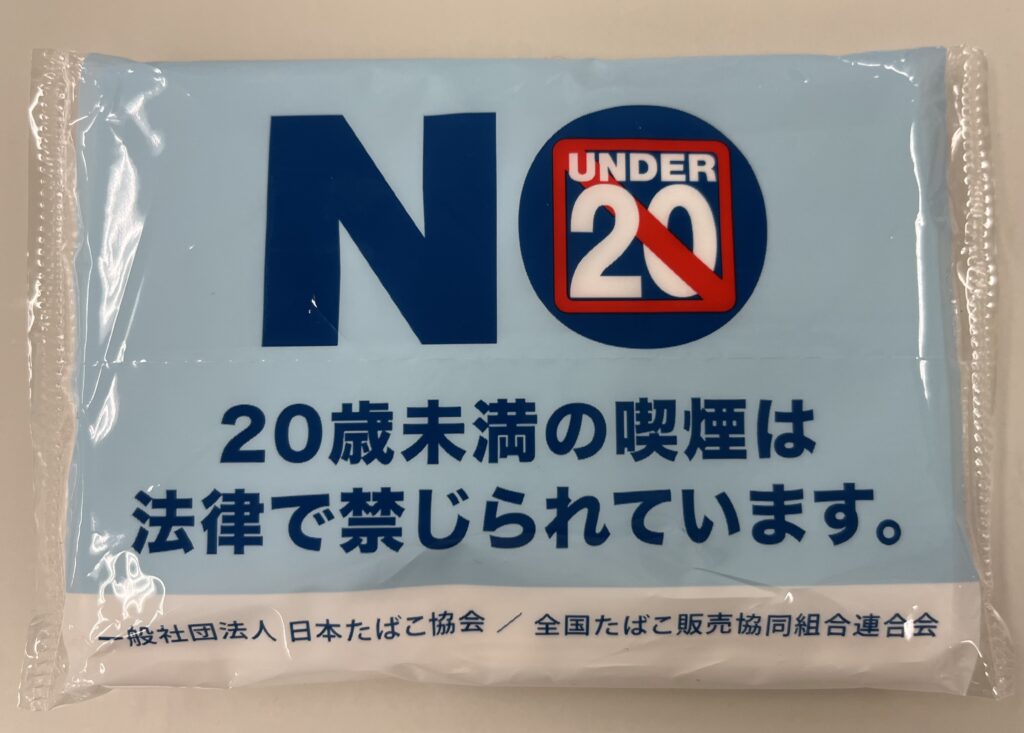 NO
UNDER
20
20歳未満の喫煙は
法律で禁じられています。
一般社団法人 日本たばこ協会 ／ 全国たばこ販売協同組合連合会